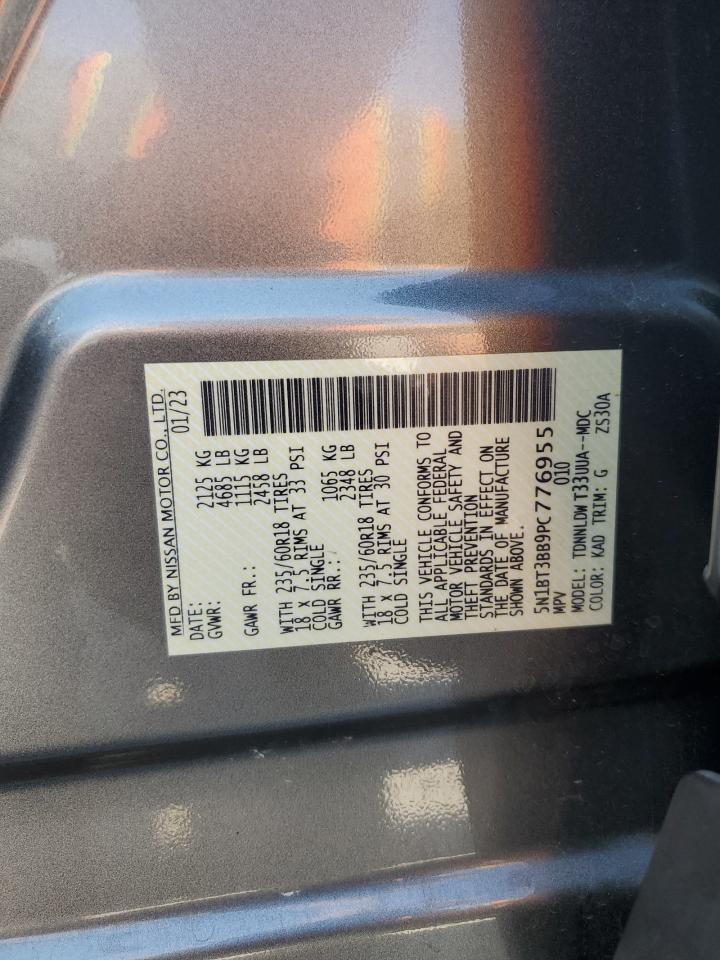 MFD BY NISSAN MOTOR CO., LTD.
DATE: 01/23
GVWR: 2125 KG
4685 LB
GAWR FR.: 1115 KG
2458 LB
WITH 235/60R18 TIRES
18 x 7.5 RIMS AT 33 PSI
COLD SINGLE
GAWR RR.: 1065 KG
2348 LB
WITH 235/60R18 TIRES
18 x 7.5 RIMS AT 30 PSI
COLD SINGLE
THIS VEHICLE CONFORMS TO
ALL APPLICABLE FEDERAL
MOTOR VEHICLE SAFETY AND
THEFT PREVENTION
STANDARDS IN EFFECT ON
THE DATE OF MANUFACTURE
SHOWN ABOVE.
5N1BT3BB9PC776955
MPV 010
MODEL: TDNNLDW T33UUA--MDC
COLOR: KAD TRIM: G ZS30A